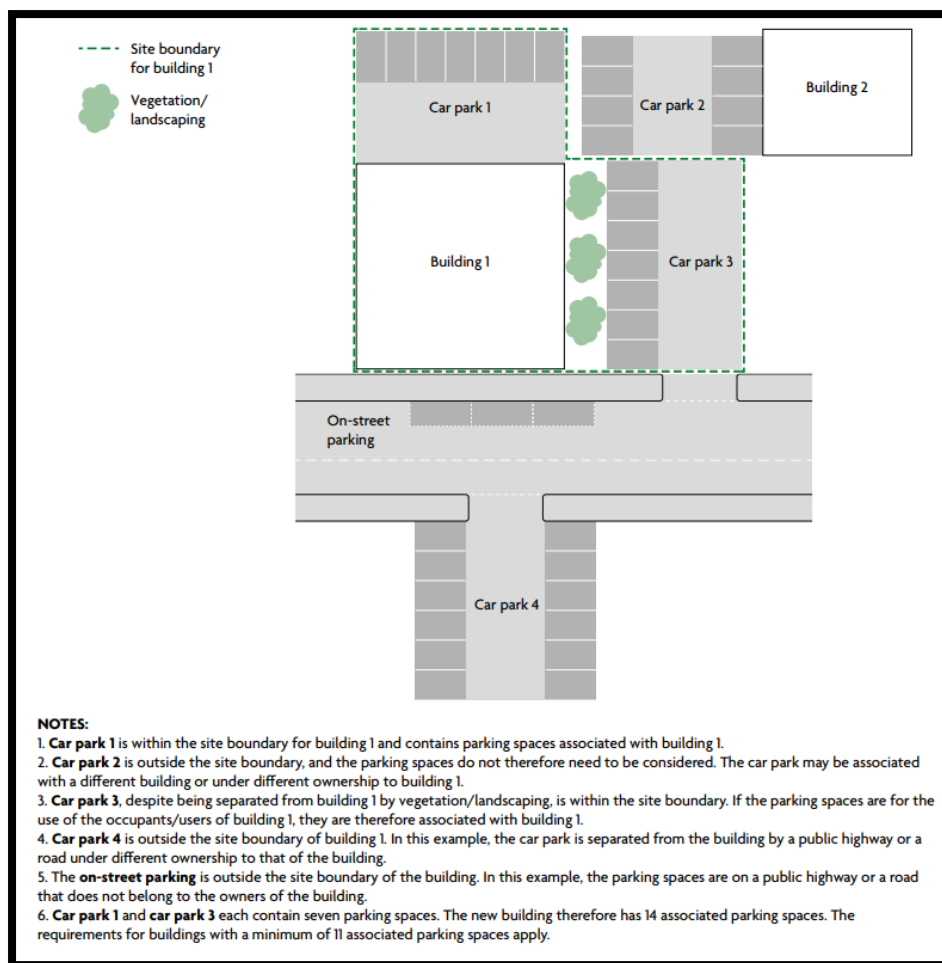 Site boundary
for building 1
Vegetation/
landscaping
Car park 1
Car park 2
Building 2
Building 1
Car park 3
On-street
parking
Car park 4
NOTES:
1. Car park 1 is within the site boundary for building 1 and contains parking spaces associated with building 1.
2. Car park 2 is outside the site boundary, and the parking spaces do not therefore need to be considered. The car park may be associated
with a different building or under different ownership to building 1.
3. Car park 3, despite being separated from building 1 by vegetation/landscaping, is within the site boundary. If the parking spaces are for the
use of the occupants/users of building 1, they are therefore associated with building 1.
4. Car park 4 is outside the site boundary of building 1. In this example, the car park is separated from the building by a public highway or a
road under different ownership to that of the building.
5. The on-street parking is outside the site boundary of the building. In this example, the parking spaces are on a public highway or a road
that does not belong to the owners of the building.
6. Car park 1 and car park 3 each contain seven parking spaces. The new building therefore has 14 associated parking spaces. The
requirements for buildings with a minimum of 11 associated parking spaces apply.